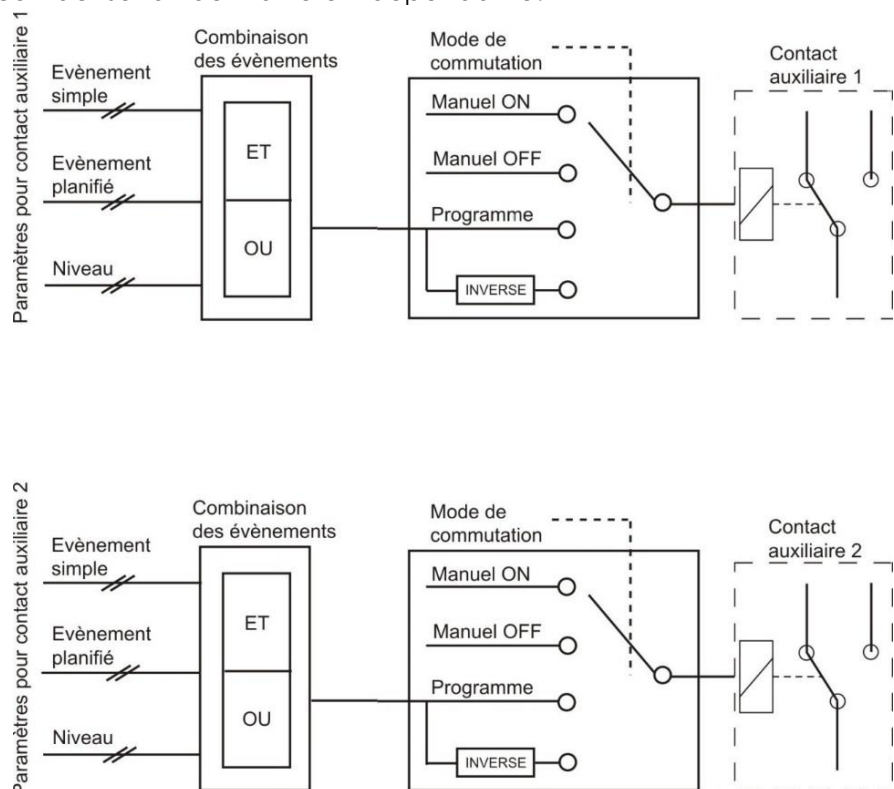 Paramètres pour contact auxiliaire 1
Evènement
simple
Evènement
planifié
Niveau
Combinaison
des évènements
ET
OU
Mode de
commutation
Manuel ON
Manuel OFF
Programme
INVERSE
Contact
auxiliaire 1
Paramètres pour contact auxiliaire 2
Evènement
simple
Evènement
planifié
Niveau
Combinaison
des évènements
ET
OU
Mode de
commutation
Manuel ON
Manuel OFF
Programme
INVERSE
Contact
auxiliaire 2